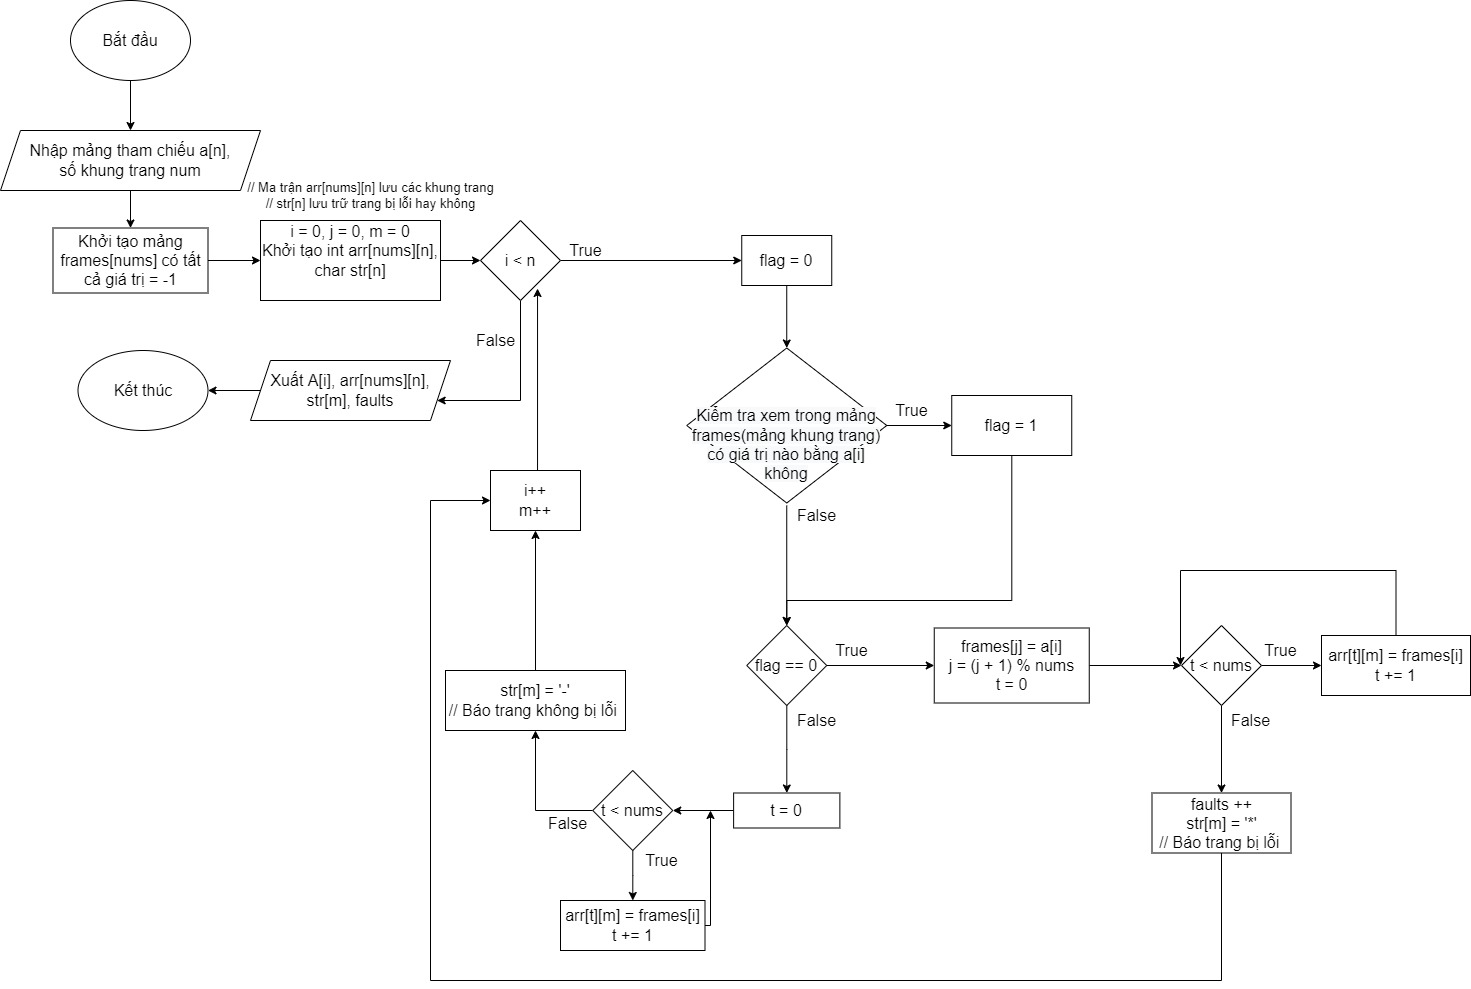 Bắt đầu
Nhập mảng tham chiếu a[n],
số khung trang num
// Ma trận arr[nums][n] lưu các khung trang
// str[n] lưu trữ trang bị lỗi hay không
Khởi tạo mảng
frames[nums] có tất
cả giá trị = -1
i = 0, j = 0, m = 0
Khởi tạo int arr[nums][n],
char str[n]
i < n
True
flag = 0
False
Kết thúc
Xuất A[i], arr[nums][n],
str[m], faults
Kiểm tra xem trong mảng
frames(mảng khung trang)
có giá trị nào bằng a[i]
không
True
flag = 1
False
i++
m++
flag == 0
True
frames[j] = a[i]
j = (j + 1) % nums
t = 0
t < nums
True
arr[t][m] = frames[i]
t += 1
False
False
str[m] = '-'
// Báo trang không bị lỗi
t = 0
t < nums
False
True
arr[t][m] = frames[i]
t += 1
faults ++
str[m] = '*'
// Báo trang bị lỗi